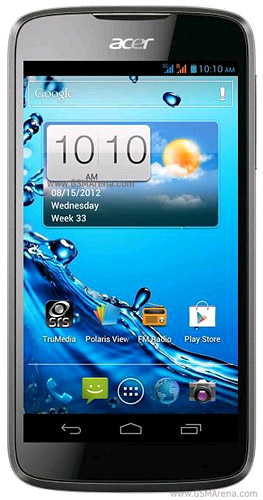 acer
3G 10:10 AM
Google
10 10
AM
www.GSMArena.com
08/15/2012
Wednesday
Week 33
SRS
TruMedia Polaris View FM Radio Play Store
www.GSMArena.com